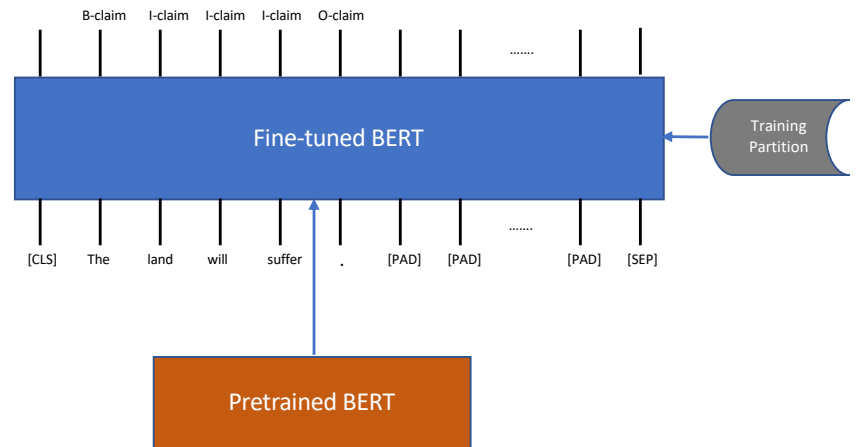 B-claim I-claim I-claim I-claim O-claim
.......
Fine-tuned BERT
Training
Partition
.......
[CLS] The land will suffer . [PAD] [PAD] [PAD] [SEP]
Pretrained BERT